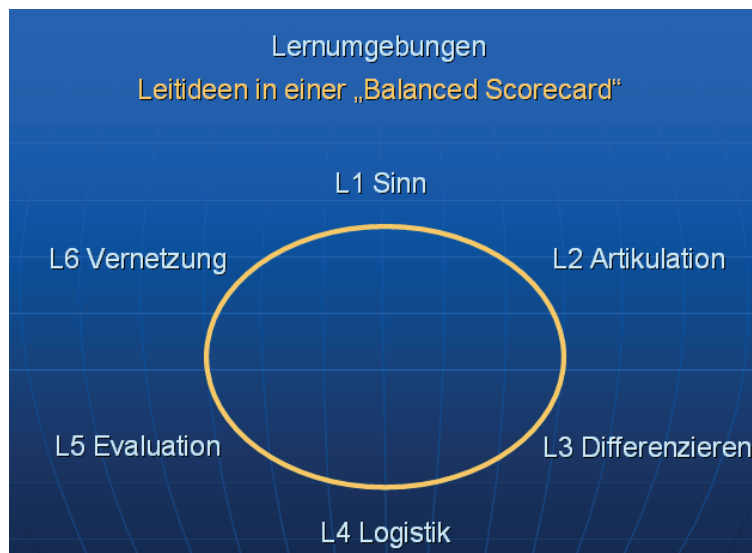 Lernumgebungen
Leitideen in einer „Balanced Scorecard“
L1 Sinn
L6 Vernetzung
L2 Artikulation
L5 Evaluation
L3 Differenzieren
L4 Logistik